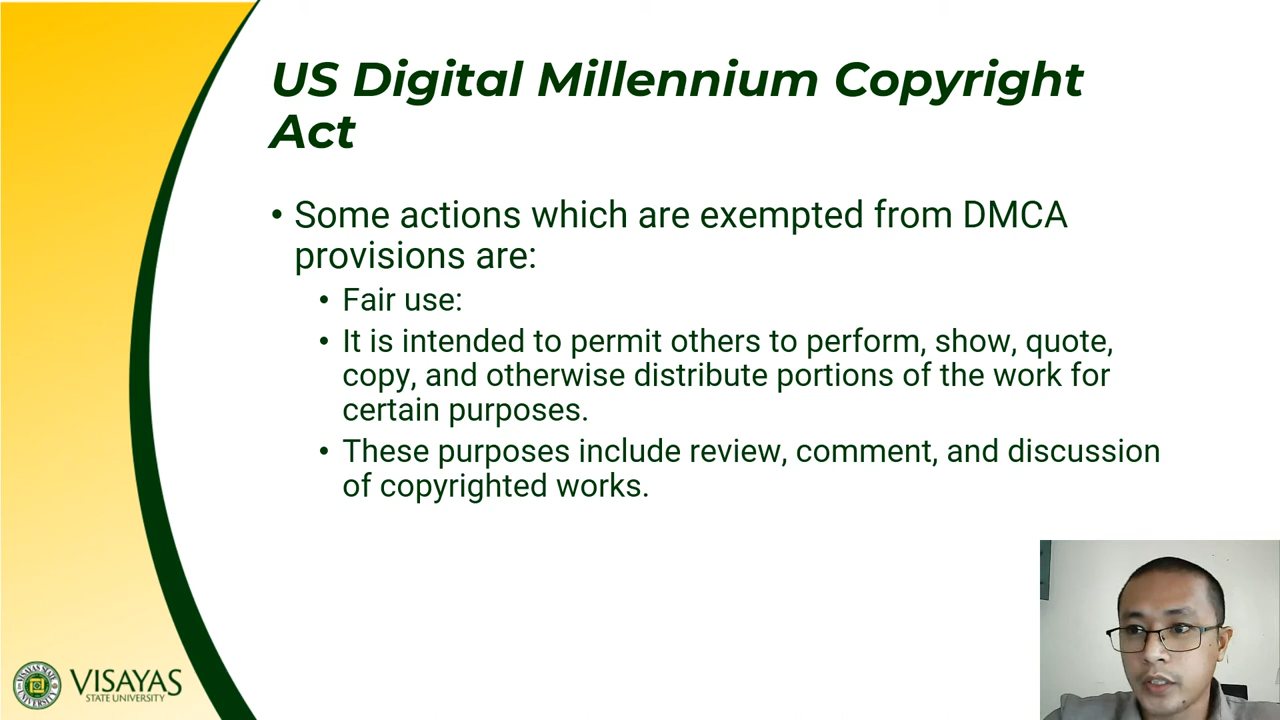 US Digital Millennium Copyright
Act
• Some actions which are exempted from DMCA
provisions are:
• Fair use:
• It is intended to permit others to perform, show, quote,
copy, and otherwise distribute portions of the work for
certain purposes.
• These purposes include review, comment, and discussion
of copyrighted works.
VISAYAS
STATE UNIVERSITY